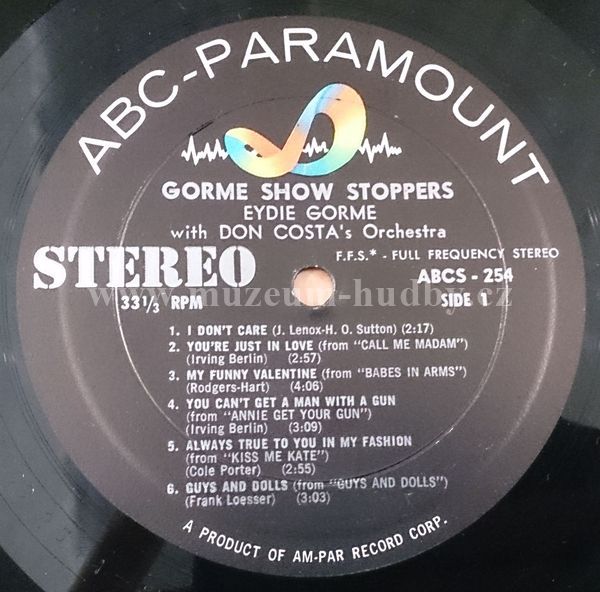 ABC-PARAMOUNT
GORME SHOW STOPPERS
EYDIE GORME
with DON COSTA's Orchestra
STEREO
F.F.S.* - FULL FREQUENCY STEREO
ABCS - 254
33 1/3 RPM
SIDE 1
www.muzeum-hudby.cz
1. I DON'T CARE (J. Lenox-H. O. Sutton) (2:17)
2. YOU'RE JUST IN LOVE (from "CALL ME MADAM")
(Irving Berlin) (2:57)
3. MY FUNNY VALENTINE (from "BABES IN ARMS")
(Rodgers-Hart) (4:06)
4. YOU CAN'T GET A MAN WITH A GUN
(from "ANNIE GET YOUR GUN")
(Irving Berlin) (3:09)
5. ALWAYS TRUE TO YOU IN MY FASHION
(from "KISS ME KATE")
(Cole Porter) (2:55)
6. GUYS AND DOLLS (from "GUYS AND DOLLS")
(Frank Loesser) (3:03)
A PRODUCT OF AM-PAR RECORD CORP.